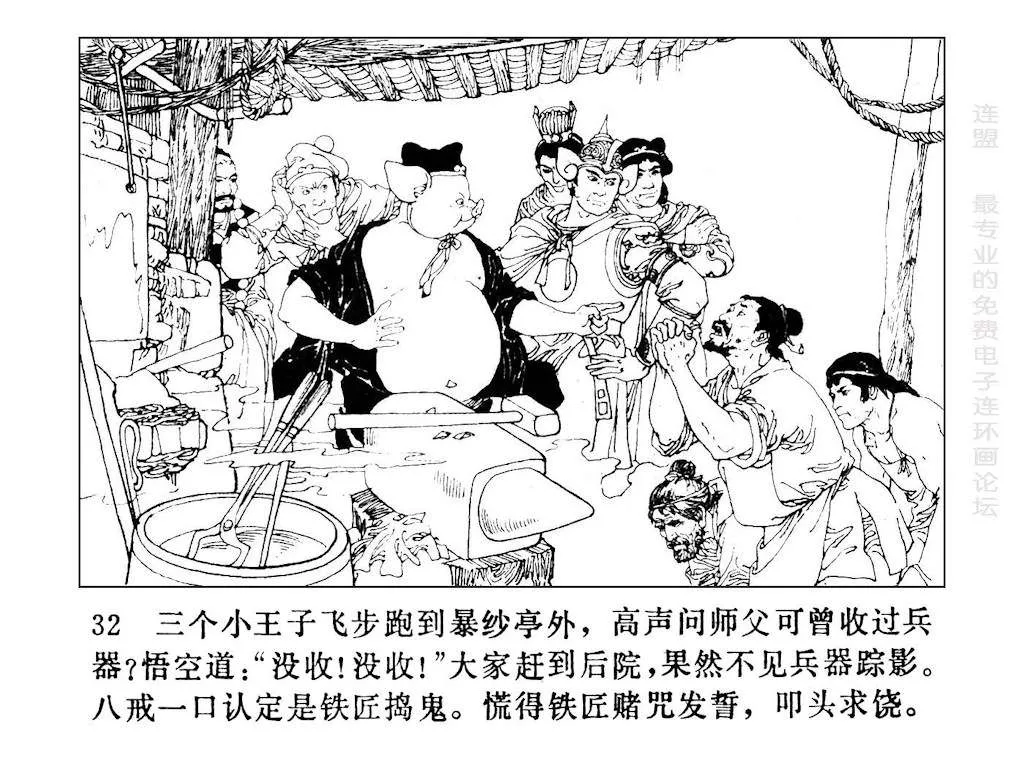 32 三个小王子飞步跑到暴纱亭外，高声问师父可曾收过兵
器？悟空道：“没收！没收！”大家赶到后院，果然不见兵器踪影。
八戒一口认定是铁匠捣鬼。慌得铁匠赌咒发誓，叩头求饶。
连盟 最专业的免费电子连环画论坛